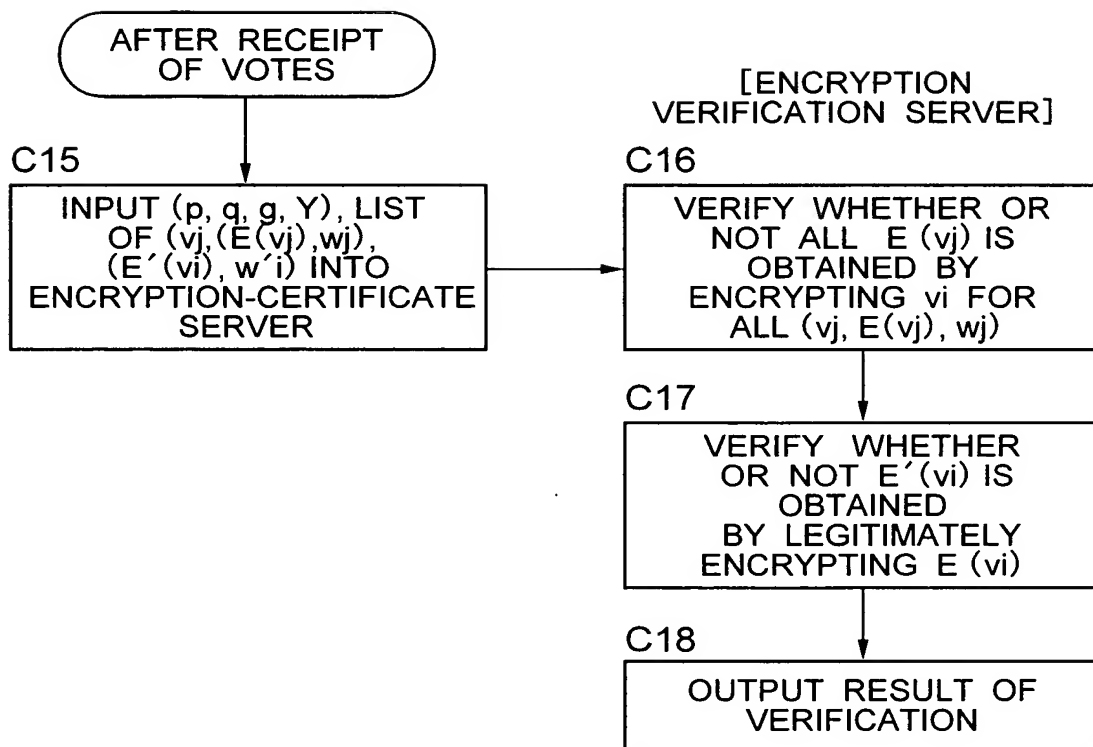 AFTER RECEIPT
OF VOTES
[ENCRYPTION
VERIFICATION SERVER]
C15
INPUT (p, q, g, Y), LIST
OF (vj,(E(vj),wj),
(E´(vi), w´i) INTO
ENCRYPTION-CERTIFICATE
SERVER
C16
VERIFY WHETHER OR
NOT ALL E (vj) IS
OBTAINED BY
ENCRYPTING vi FOR
ALL (vj, E(vj), wj)
C17
VERIFY WHETHER
OR NOT E´(vi) IS
OBTAINED
BY LEGITIMATELY
ENCRYPTING E (vi)
C18
OUTPUT RESULT OF
VERIFICATION